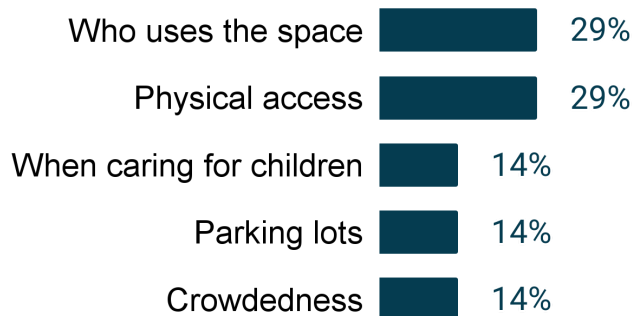 Who uses the space 29%
Physical access 29%
When caring for children 14%
Parking lots 14%
Crowdedness 14%